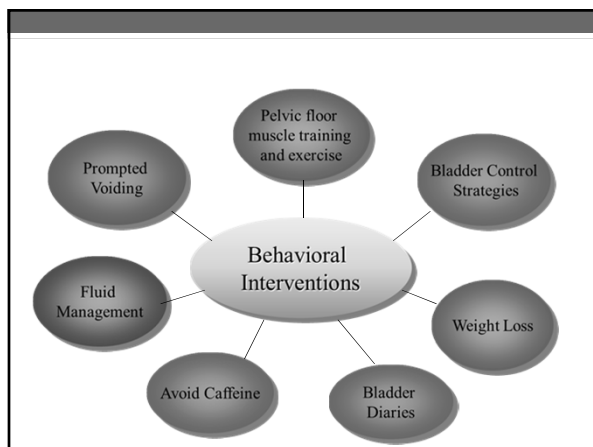 Pelvic floor
muscle training
and exercise
Prompted
Voiding
Bladder Control
Strategies
Behavioral
Interventions
Fluid
Management
Weight Loss
Avoid Caffeine
Bladder
Diaries